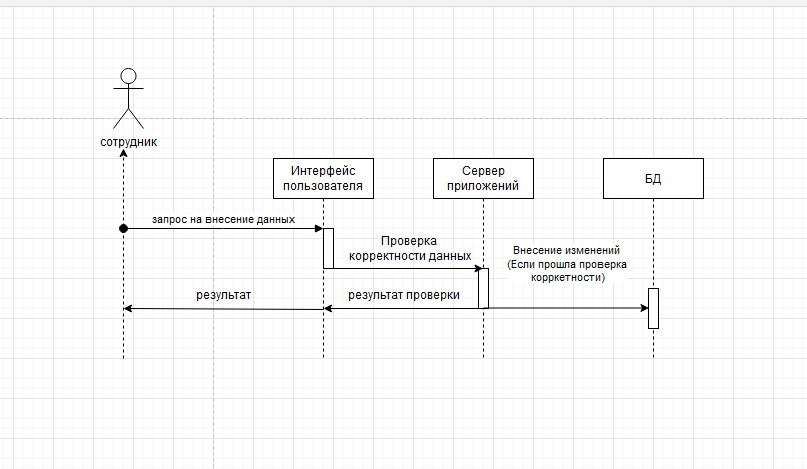 сотрудник
Интерфейс
пользователя
Сервер
приложений
БД
запрос на внесение данных
Проверка
корректности данных
Внесение изменений
(Если прошла проверка
корркетности)
результат
результат проверки